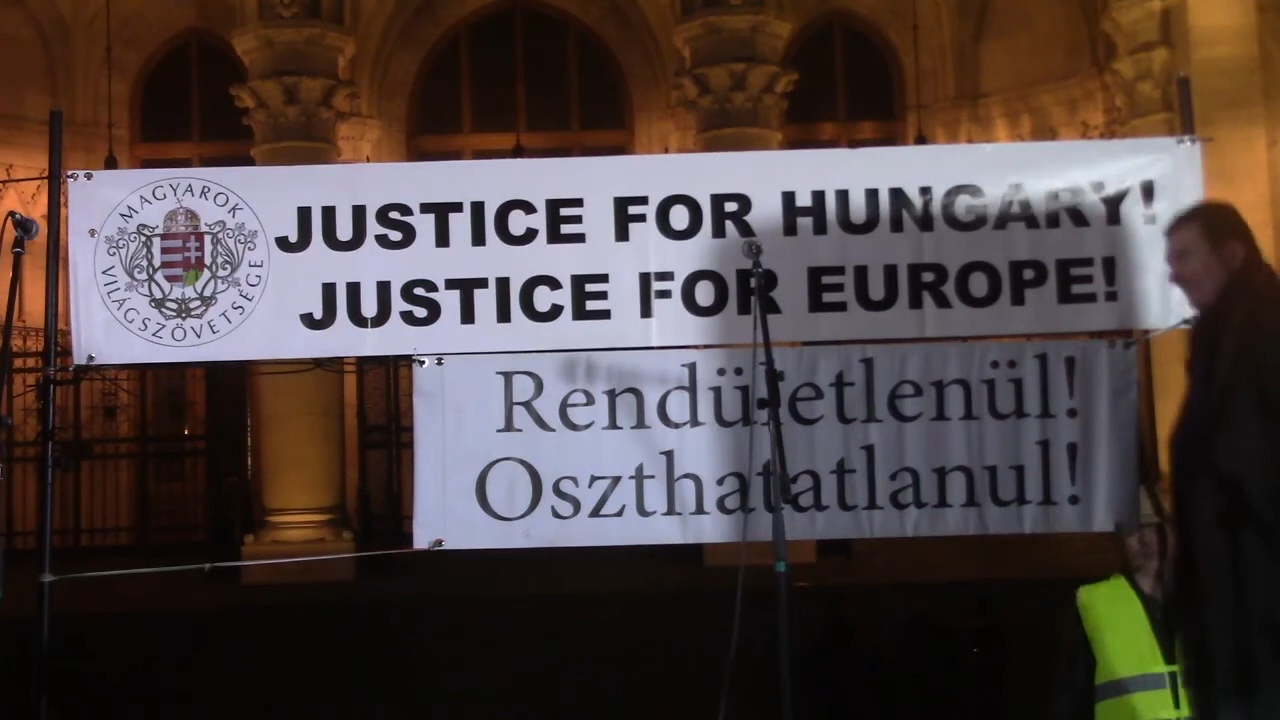 MAGYAROK
VILÁGSZÖVETSÉGE
JUSTICE FOR HUNGARY!
JUSTICE FOR EUROPE!
Rendületlenül!
Oszthatatlanul!